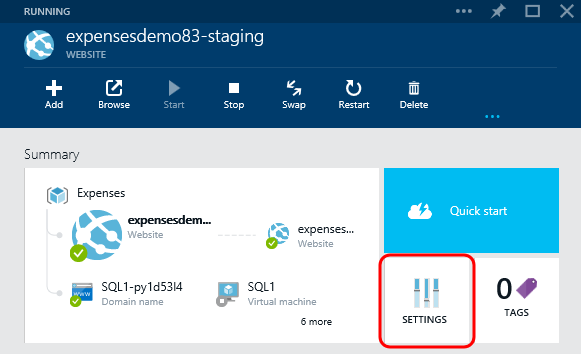 RUNNING
expensesdemo83-staging
WEBSITE
Add Browse Start Stop Swap Restart Delete
Summary
Expenses
expensesdem...
Website
expenses...
Website
SQL1-py1d53l4
Domain name
SQL1
Virtual machine
6 more
Quick start
SETTINGS
0
TAGS
WWW